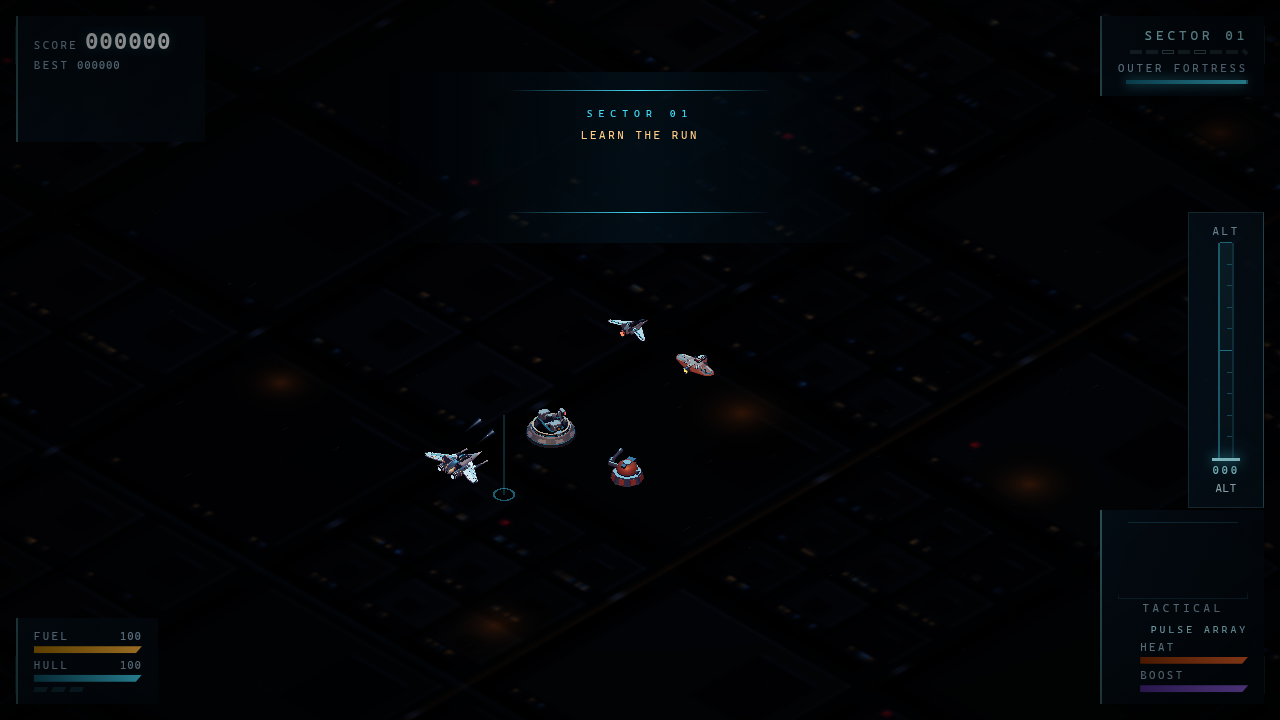 SCORE 000000
BEST 000000
SECTOR 01
OUTER FORTRESS
SECTOR 01
LEARN THE RUN
ALT
000
ALT
FUEL 100
HULL 100
TACTICAL
PULSE ARRAY
HEAT
BOOST